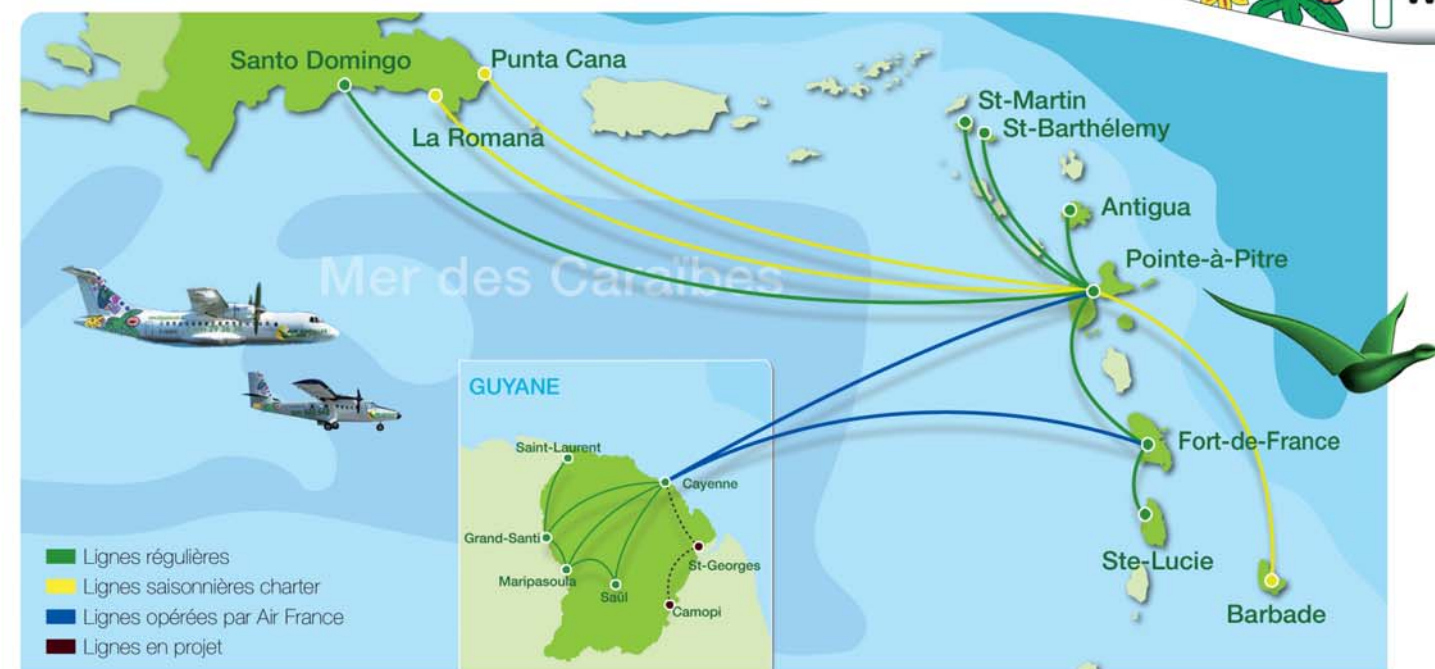 Santo Domingo
Punta Cana
La Romana
St-Martin
St-Barthélemy
Antigua
Pointe-à-Pitre
Mer des Caraïbes
GUYANE
Saint-Laurent
Cayenne
Grand-Santi
Maripasoula
Saül
St-Georges
Camopi
Fort-de-France
Ste-Lucie
Barbade
Lignes régulières
Lignes saisonnières charter
Lignes opérées par Air France
Lignes en projet